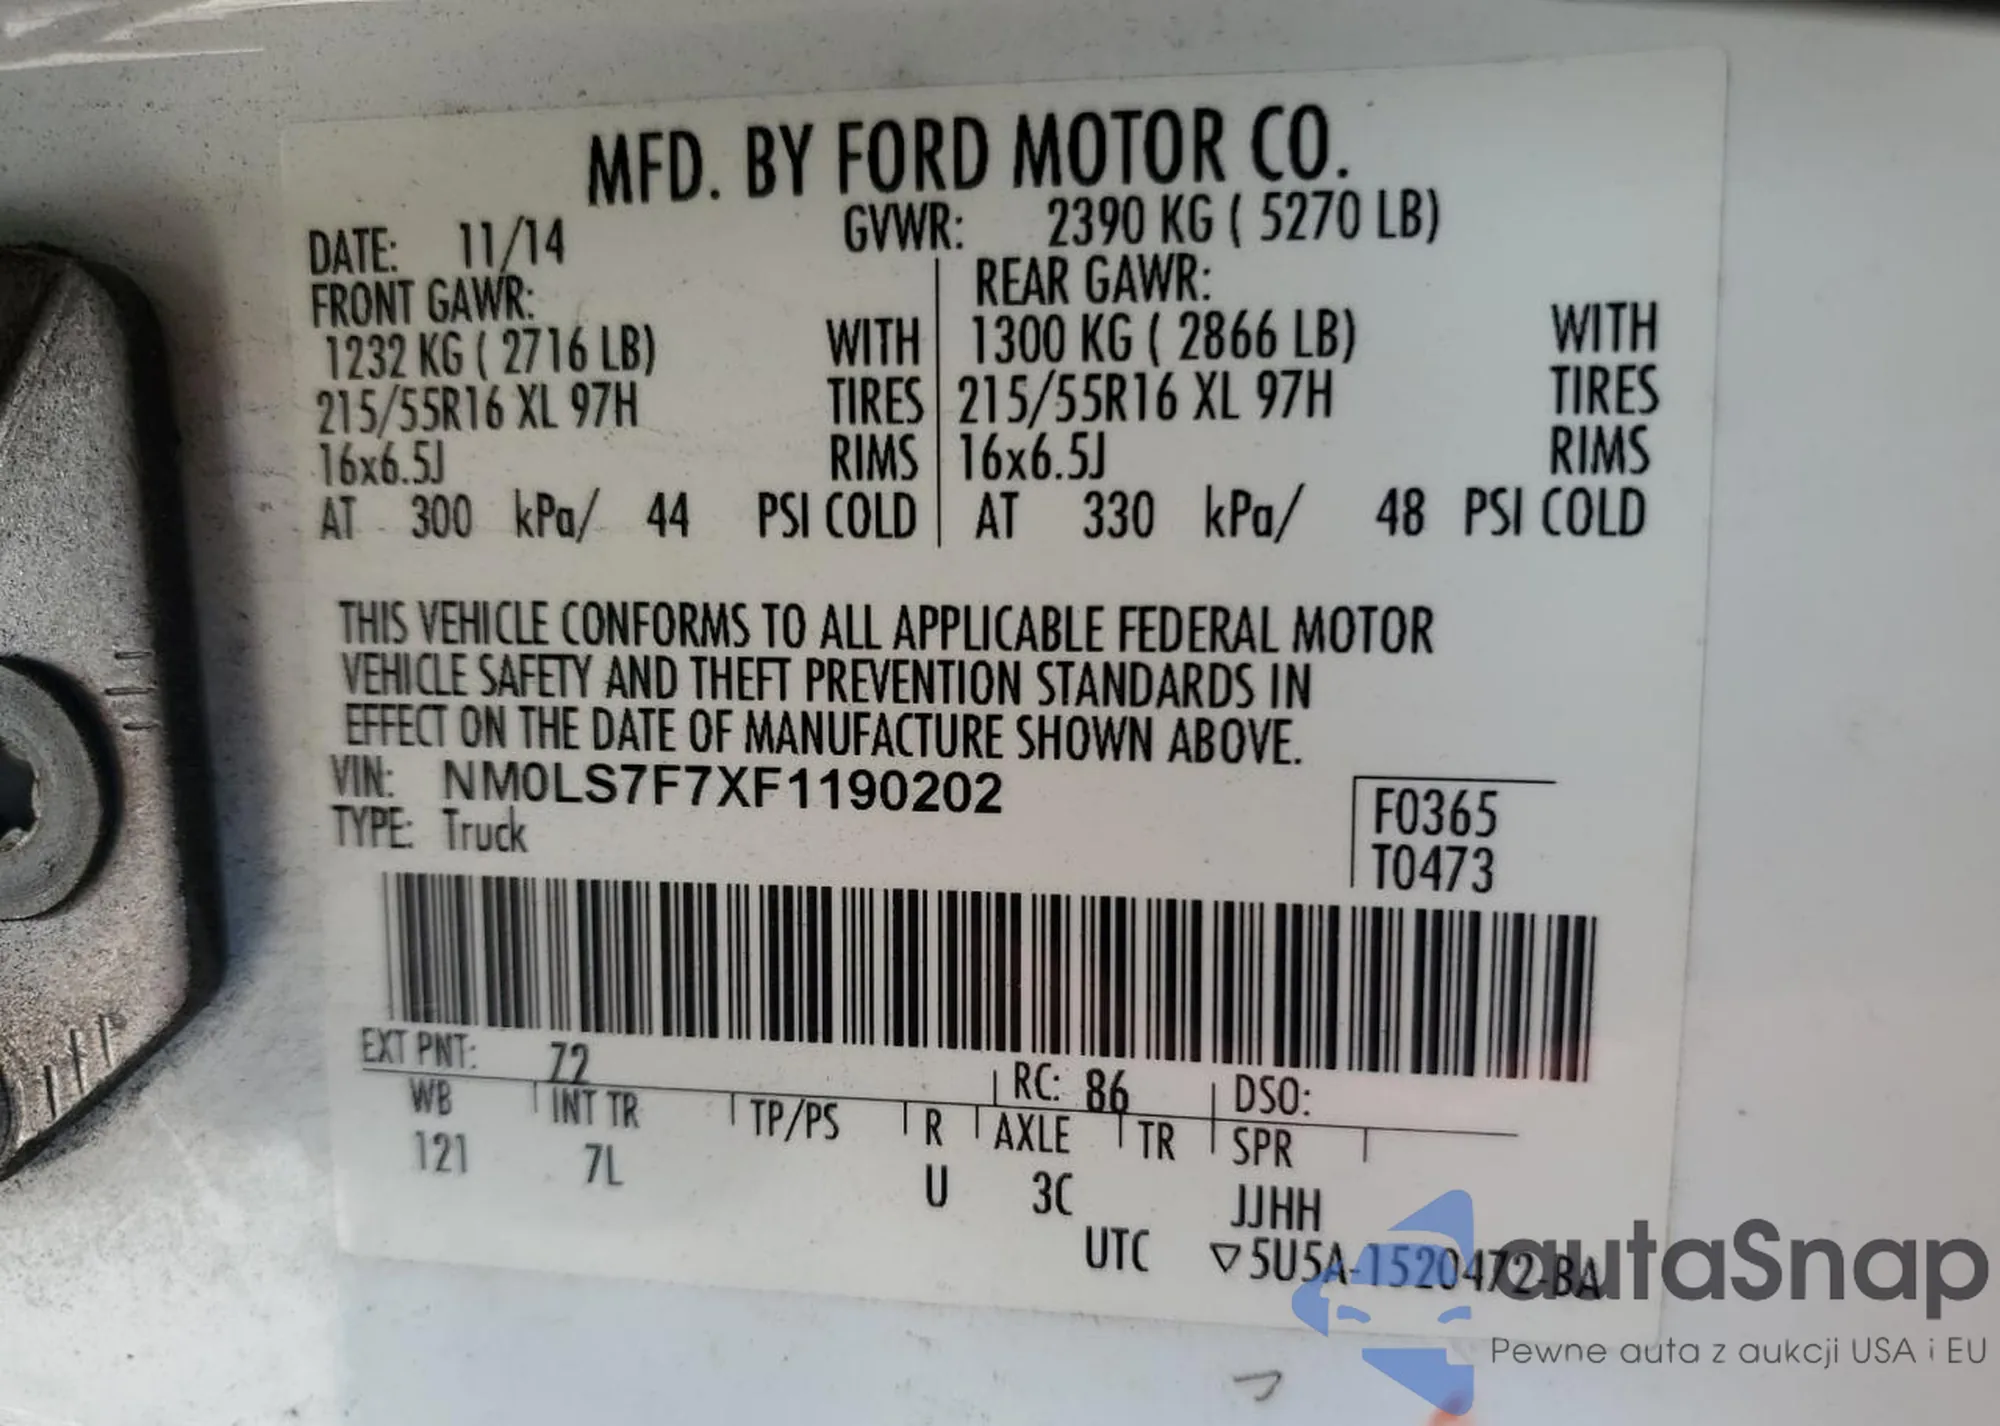 MFD. BY FORD MOTOR CO.
DATE: 11/14 GVWR: 2390 KG ( 5270 LB)
FRONT GAWR: REAR GAWR:
1232 KG ( 2716 LB) WITH 1300 KG ( 2866 LB) WITH
215/55R16 XL 97H TIRES 215/55R16 XL 97H TIRES
16x6.5J RIMS 16x6.5J RIMS
AT 300 kPa/ 44 PSI COLD AT 330 kPa/ 48 PSI COLD
THIS VEHICLE CONFORMS TO ALL APPLICABLE FEDERAL MOTOR
VEHICLE SAFETY AND THEFT PREVENTION STANDARDS IN
EFFECT ON THE DATE OF MANUFACTURE SHOWN ABOVE.
VIN: NM0LS7F7XF1190202
TYPE: Truck
F0365
T0473
EXT PNT: Z2 RC: 86 DSO:
WB INT TR TP/PS R AXLE TR SPR
121 7L U 3C JJHH
UTC ▽5U5A-1520472-BA
autaSnap
Pewne auta z aukcji USA i EU